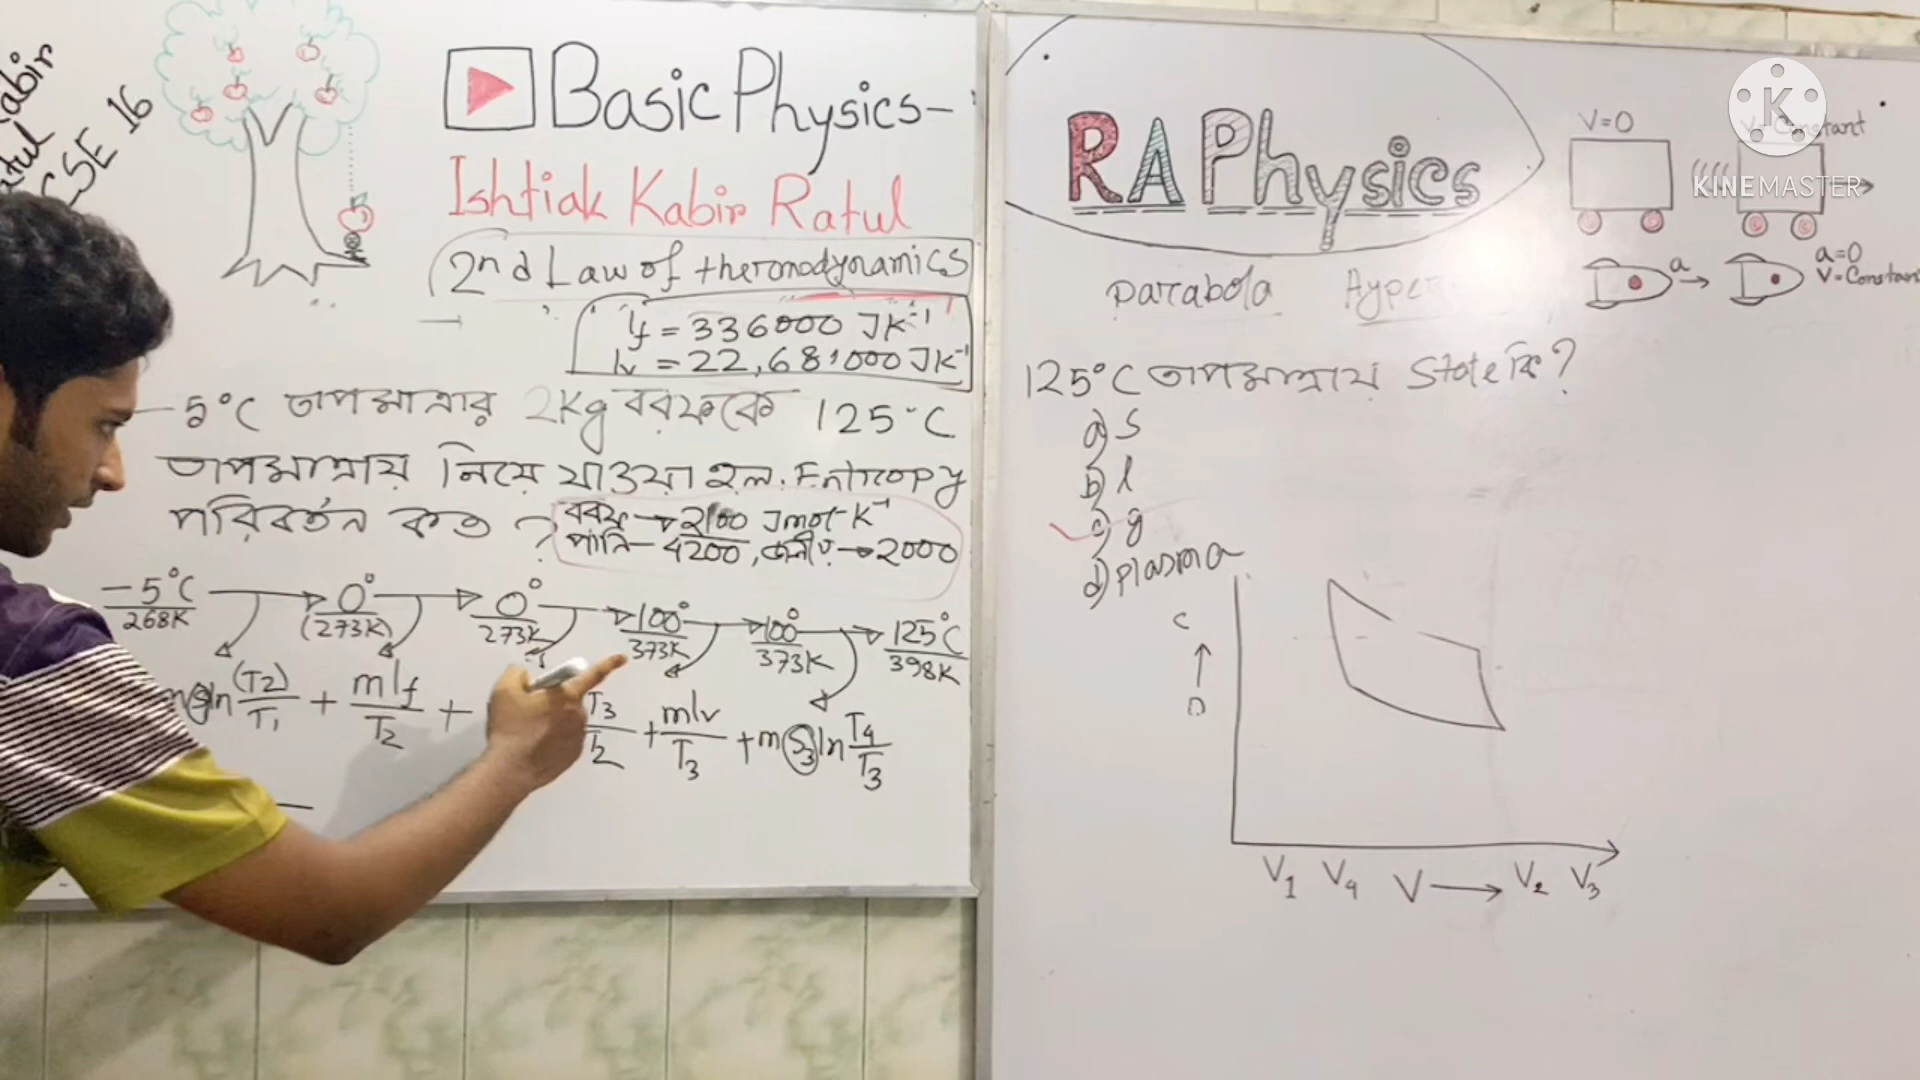 Kabir
CSE 16
Basic Physics-
Ishtiak Kabir Ratul
2nd Law of thermodynamics
lf = 336000 JK⁻¹
lv = 22,68,000 JK⁻¹
-5°C তাপমাত্রার 2Kg বরফকে 125°C
তাপমাত্রায় নিয়ে যাওয়া হল. Entropy
পরিবর্তন কত ?
বরফ → 2100 Jmol⁻K⁻¹
পানি - 4200, → 2000
-5°C → 0° → 0° → 100° → 100° → 125°C
268K (273K) 273K 373K 373K 398K
ln (T2)/T1 + mlf/T2 + T3/T2 + mlv/T3 + mS3 ln T4/T3
RA Physics
V=0
Constant
KINEMASTER
a
a=0
V=Constant
Parabola Hyper
125°C তাপমাত্রায় State কি?
a) s
b) l
c) g
d) plasma
V1 V4 V → V2 V3